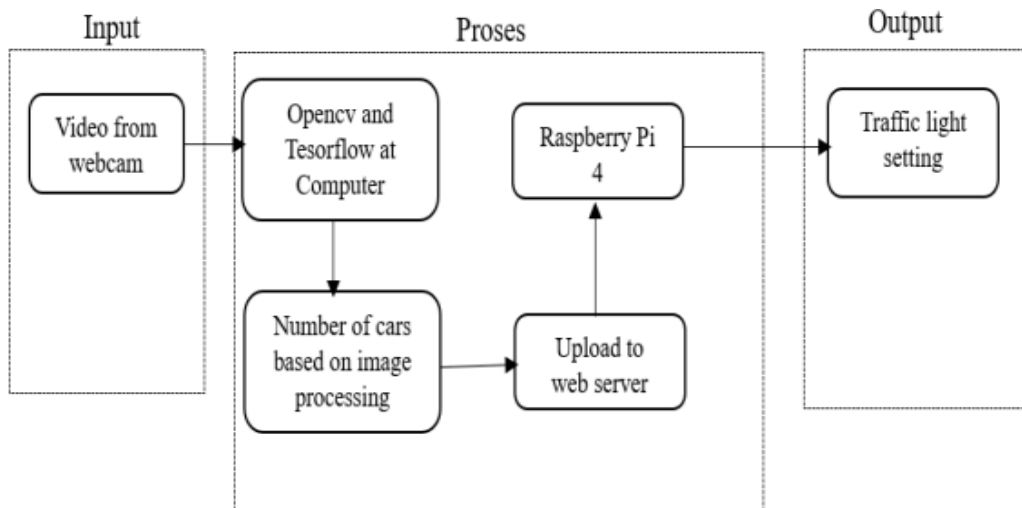 Input
Proses
Output
Video from
webcam
Opencv and
Tesorflow at
Computer
Number of cars
based on image
processing
Upload to
web server
Raspberry Pi
4
Traffic light
setting